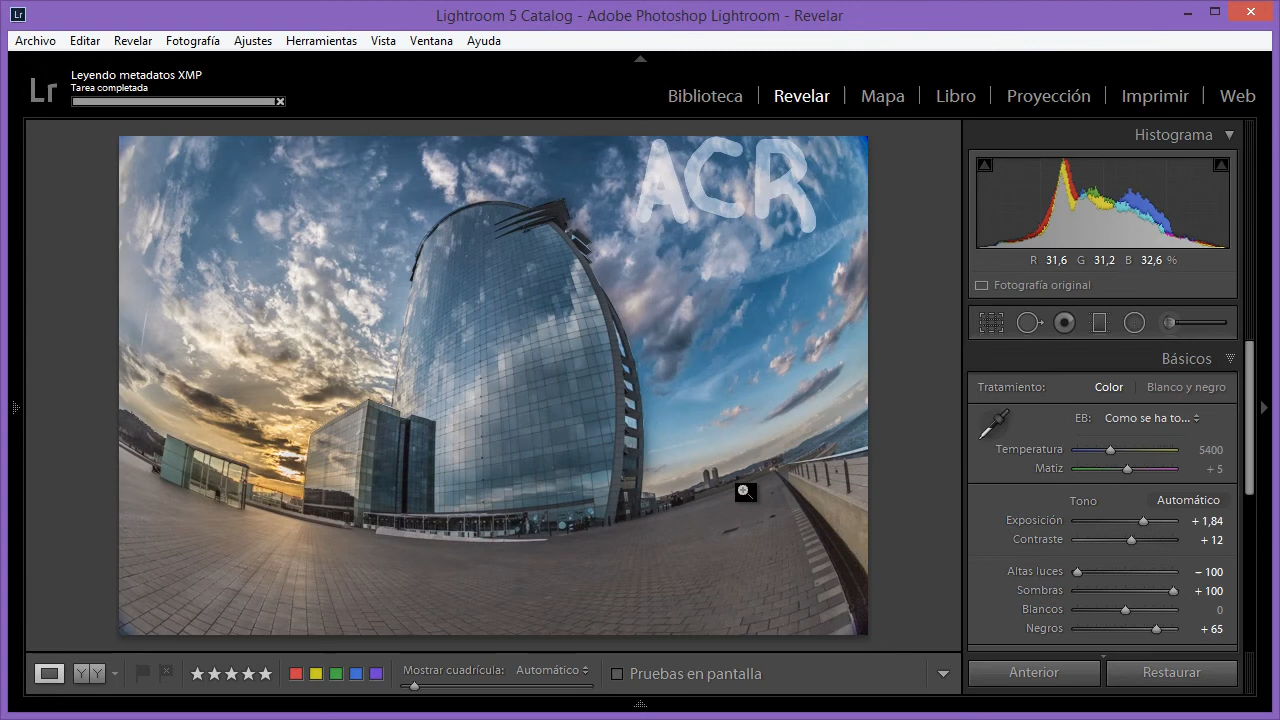 Lr
Lightroom 5 Catalog - Adobe Photoshop Lightroom - Revelar
Archivo Editar Revelar Fotografía Ajustes Herramientas Vista Ventana Ayuda
Lr
Leyendo metadatos XMP
Tarea completada
Biblioteca Revelar Mapa Libro Proyección Imprimir Web
ACR
Histograma
R 31,6 G 31,2 B 32,6 %
Fotografía original
Básicos
Tratamiento: Color Blanco y negro
EB: Como se ha to...
Temperatura 5400
Matiz + 5
Tono Automático
Exposición + 1,84
Contraste + 12
Altas luces − 100
Sombras + 100
Blancos 0
Negros + 65
YY
Mostrar cuadrícula: Automático
Pruebas en pantalla
Anterior Restaurar